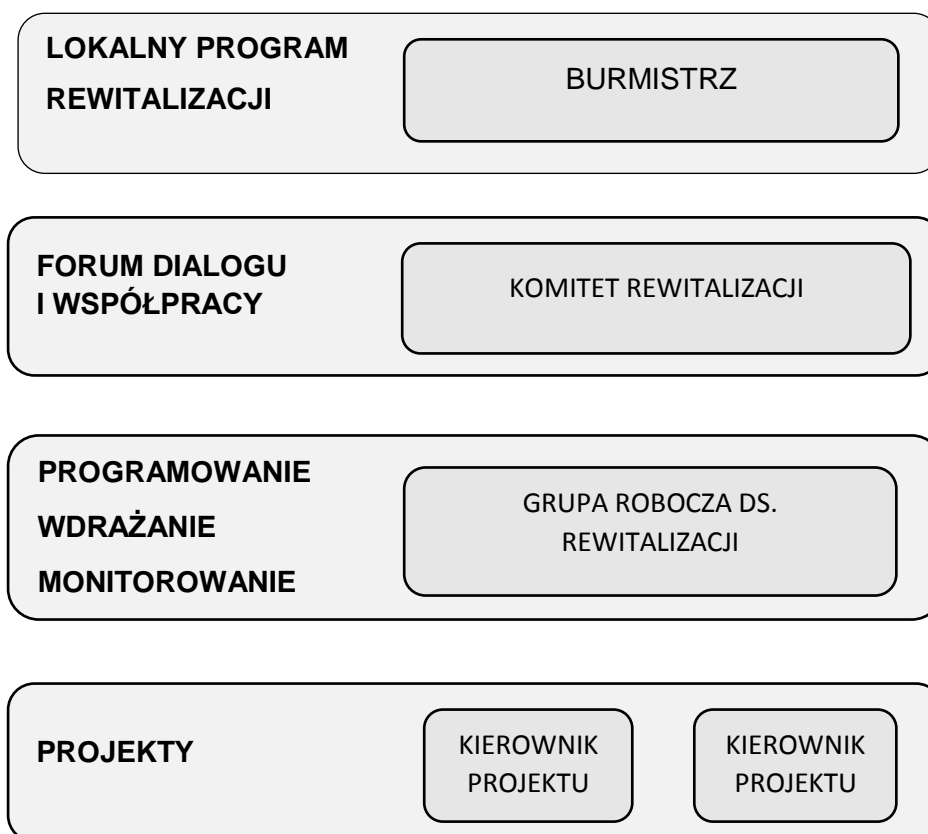 LOKALNY PROGRAM
REWITALIZACJI
BURMISTRZ
FORUM DIALOGU
I WSPÓŁPRACY
KOMITET REWITALIZACJI
PROGRAMOWANIE
WDRAŻANIE
MONITOROWANIE
GRUPA ROBOCZA DS.
REWITALIZACJI
PROJEKTY
KIEROWNIK
PROJEKTU
KIEROWNIK
PROJEKTU